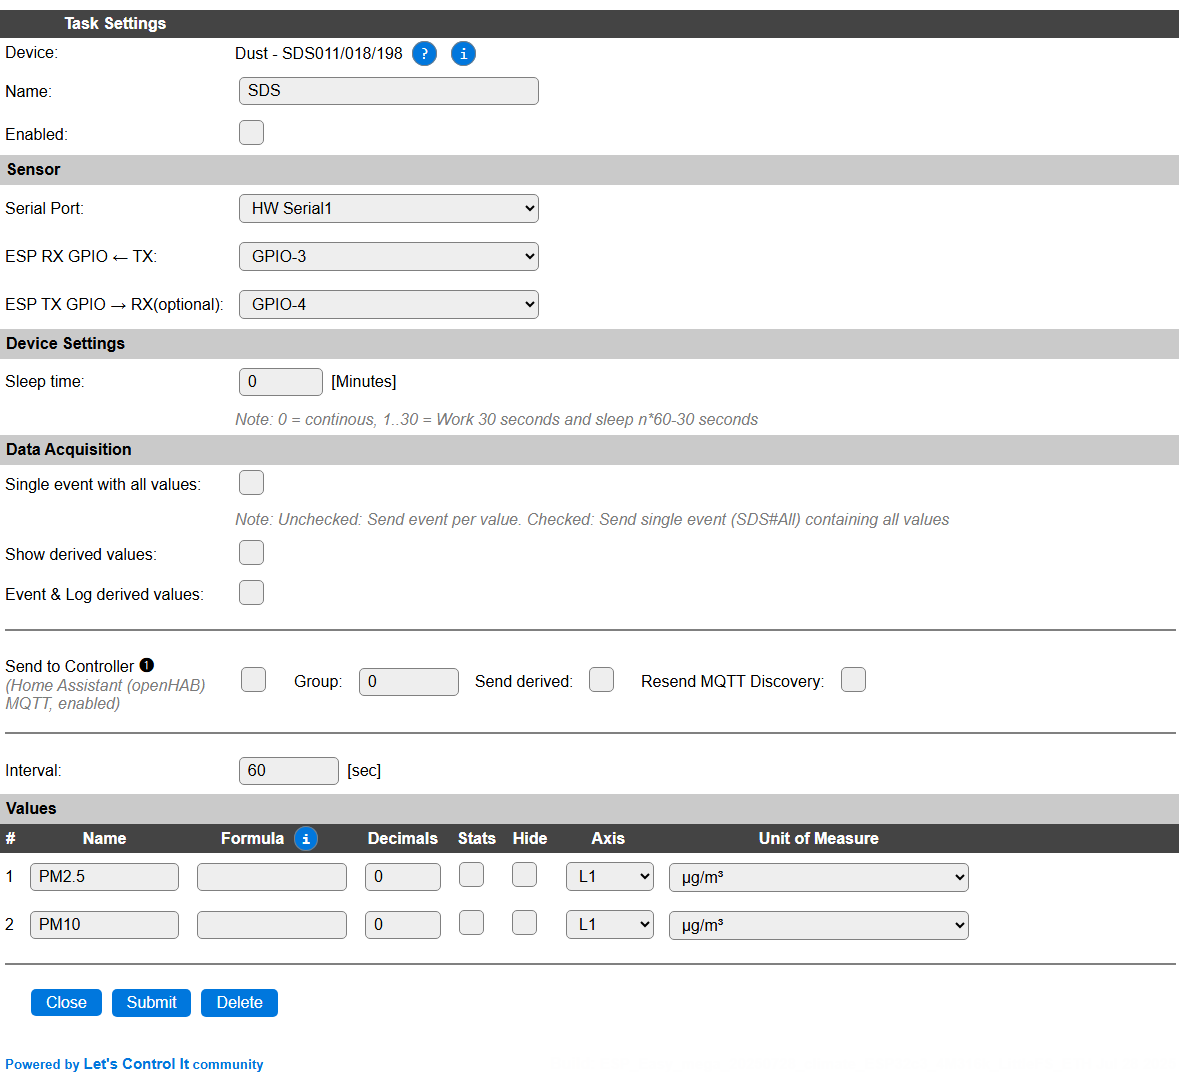 Task Settings
Device: Dust - SDS011/018/198 ? i
Name: SDS
Enabled:
Sensor
Serial Port: HW Serial1
ESP RX GPIO ← TX: GPIO-3
ESP TX GPIO → RX(optional): GPIO-4
Device Settings
Sleep time: 0 [Minutes]
Note: 0 = continous, 1..30 = Work 30 seconds and sleep n*60-30 seconds
Data Acquisition
Single event with all values:
Note: Unchecked: Send event per value. Checked: Send single event (SDS#All) containing all values
Show derived values:
Event & Log derived values:
Send to Controller ❶
(Home Assistant (openHAB)
MQTT, enabled)
Group: 0 Send derived: Resend MQTT Discovery:
Interval: 60 [sec]
Values
# Name Formula i Decimals Stats Hide Axis Unit of Measure
1 PM2.5 0 L1 µg/m³
2 PM10 0 L1 µg/m³
Close Submit Delete
Powered by Let's Control It community